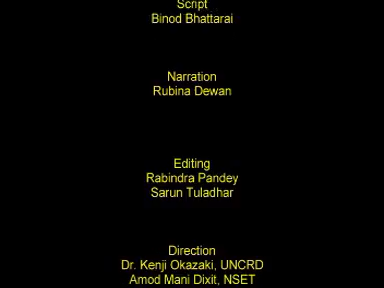 Script
Binod Bhattarai
Narration
Rubina Dewan
Editing
Rabindra Pandey
Sarun Tuladhar
Direction
Dr. Kenji Okazaki, UNCRD
Amod Mani Dixit, NSET